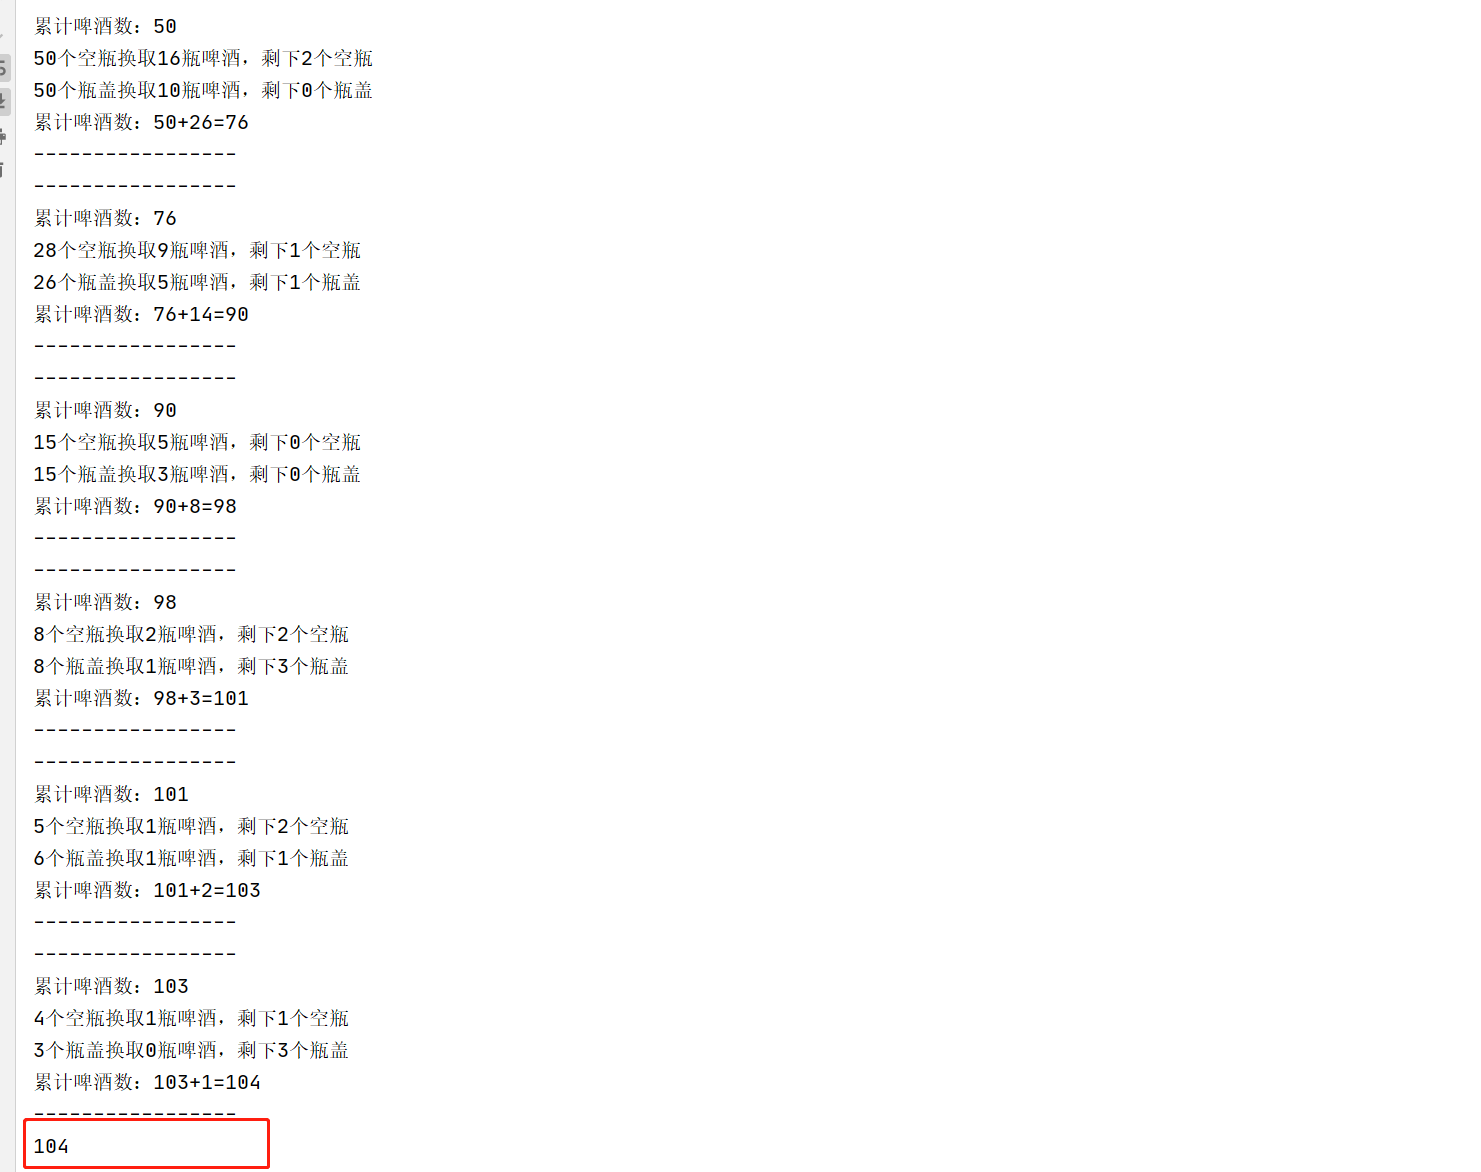 累计啤酒数：50
50个空瓶换取16瓶啤酒，剩下2个空瓶
50个瓶盖换取10瓶啤酒，剩下0个瓶盖
累计啤酒数：50+26=76
-----------------
-----------------
累计啤酒数：76
28个空瓶换取9瓶啤酒，剩下1个空瓶
26个瓶盖换取5瓶啤酒，剩下1个瓶盖
累计啤酒数：76+14=90
-----------------
-----------------
累计啤酒数：90
15个空瓶换取5瓶啤酒，剩下0个空瓶
15个瓶盖换取3瓶啤酒，剩下0个瓶盖
累计啤酒数：90+8=98
-----------------
-----------------
累计啤酒数：98
8个空瓶换取2瓶啤酒，剩下2个空瓶
8个瓶盖换取1瓶啤酒，剩下3个瓶盖
累计啤酒数：98+3=101
-----------------
-----------------
累计啤酒数：101
5个空瓶换取1瓶啤酒，剩下2个空瓶
6个瓶盖换取1瓶啤酒，剩下1个瓶盖
累计啤酒数：101+2=103
-----------------
-----------------
累计啤酒数：103
4个空瓶换取1瓶啤酒，剩下1个空瓶
3个瓶盖换取0瓶啤酒，剩下3个瓶盖
累计啤酒数：103+1=104
-----------------
104